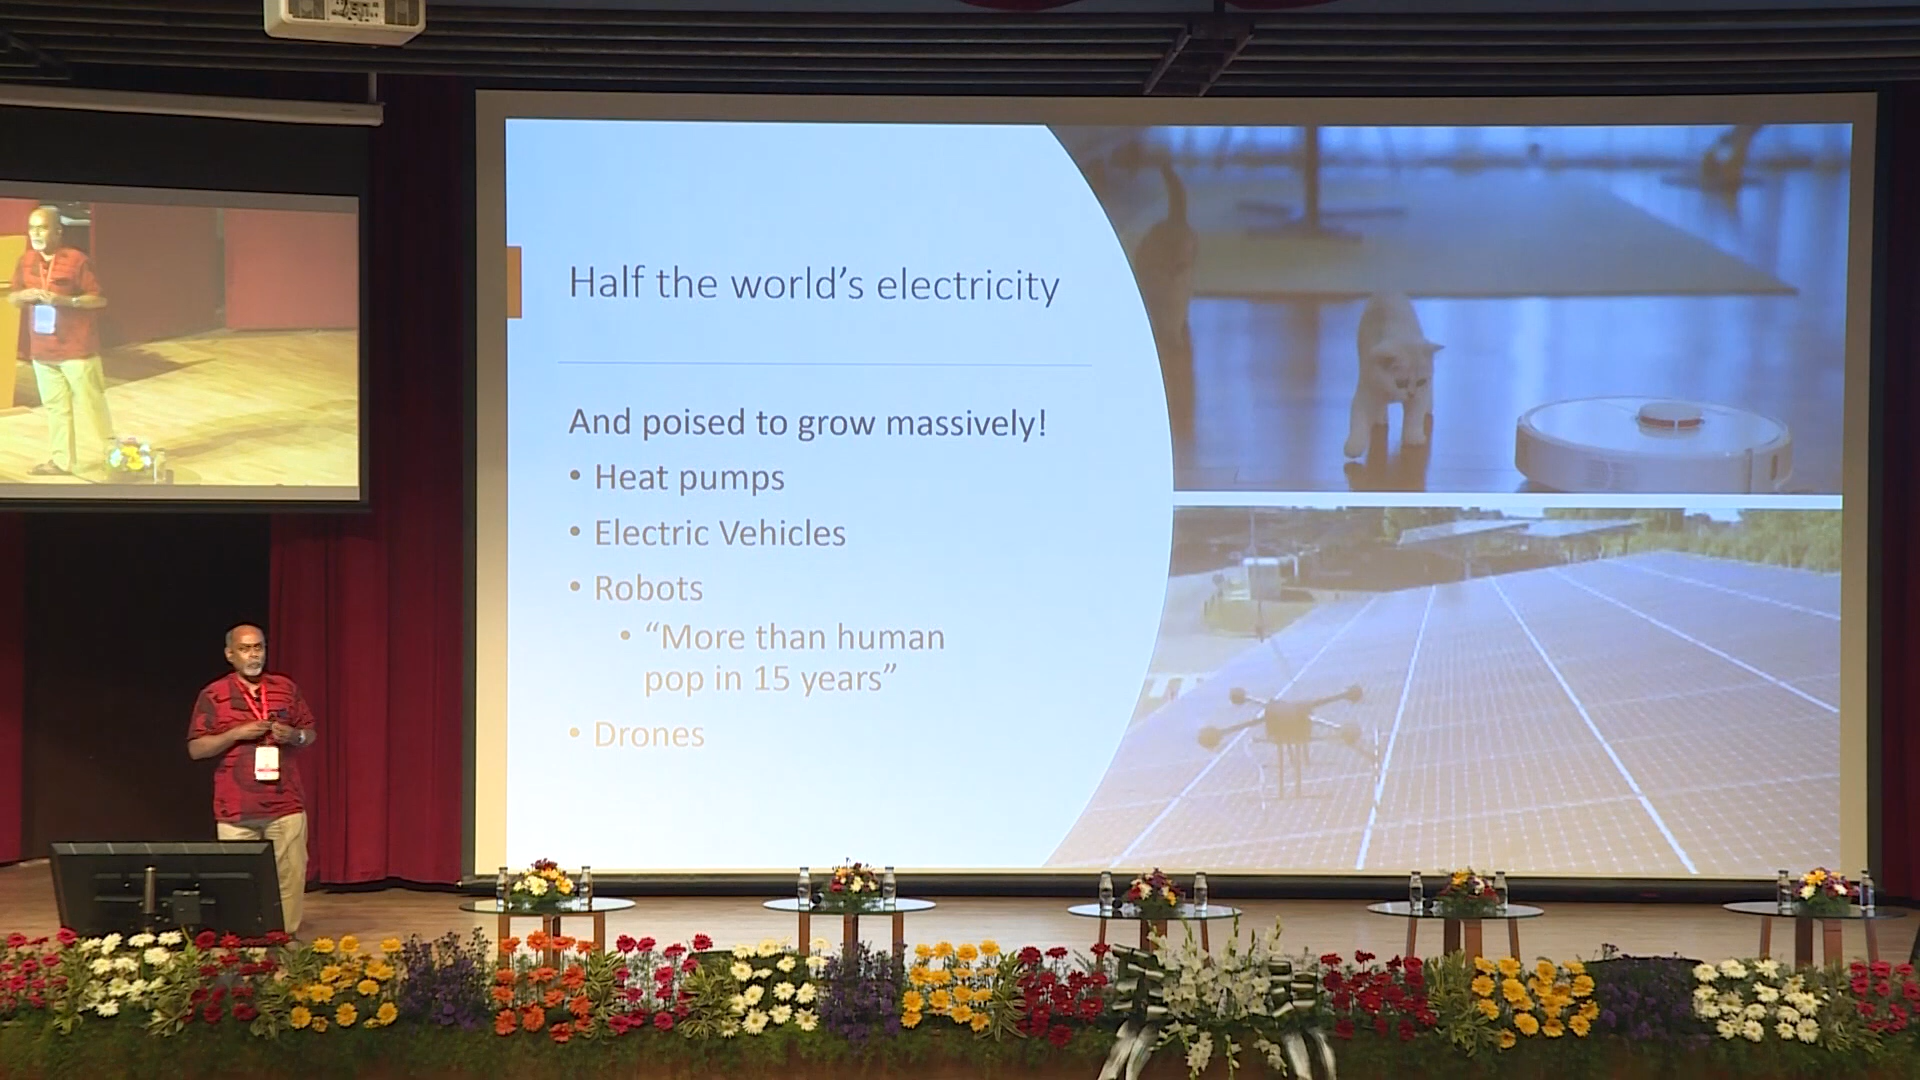 Half the world's electricity
And poised to grow massively!
• Heat pumps
• Electric Vehicles
• Robots
• “More than human
pop in 15 years”
• Drones